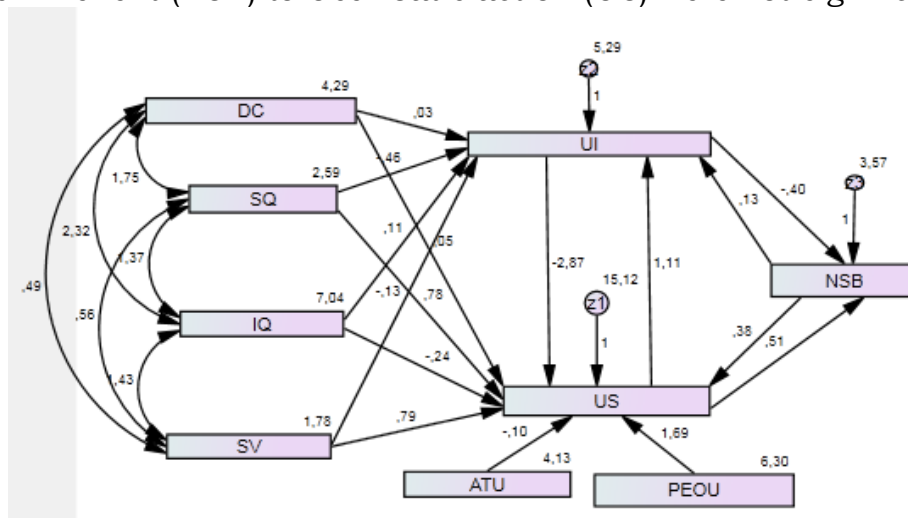 5,29
z2
1
4,29
DC
,03
UI
3,57
z3
1
-,46
-,40
,13
1,75
2,59
SQ
2,32
,11
,05
1,37
-2,87
1,11
15,12
z1
1
NSB
,49
,56
7,04
IQ
-,13
,78
,38
,51
-,24
1,43
US
1,78
SV
,79
-,10
1,69
4,13
ATU
6,30
PEOU